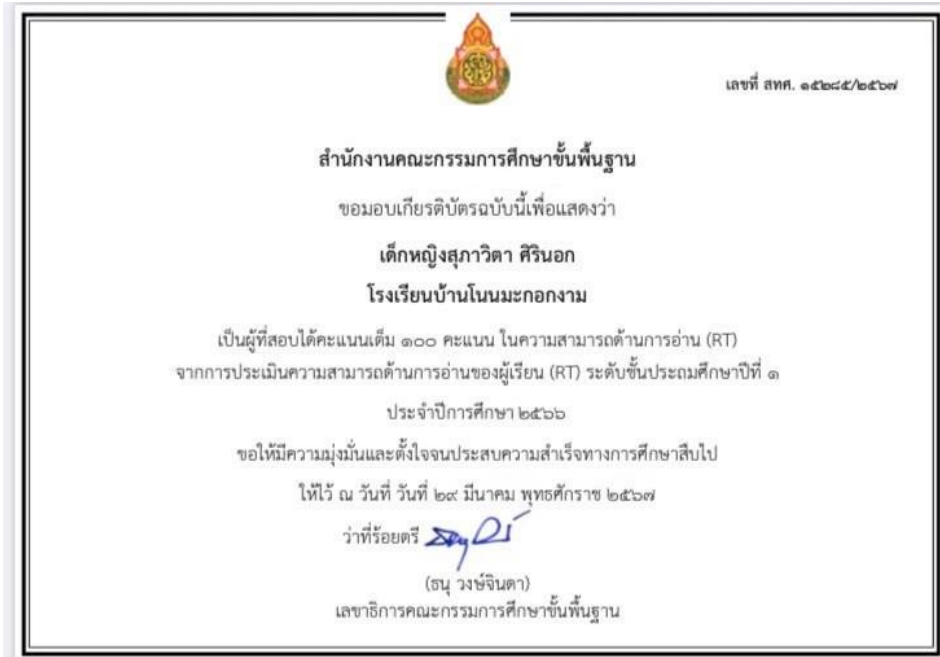 เลขที่ สทศ. ๑๕๒๘๕/๒๕๖๗
สำนักงานคณะกรรมการศึกษาขั้นพื้นฐาน
ขอมอบเกียรติบัตรฉบับนี้เพื่อแสดงว่า
เด็กหญิงสุภาวิตา ศิรินอก
โรงเรียนบ้านโนนมะกอกงาม
เป็นผู้ที่สอบได้คะแนนเต็ม ๑๐๐ คะแนน ในความสามารถด้านการอ่าน (RT)
จากการประเมินความสามารถด้านการอ่านของผู้เรียน (RT) ระดับชั้นประถมศึกษาปีที่ ๑
ประจำปีการศึกษา ๒๕๖๖
ขอให้มีความมุ่งมั่นและตั้งใจจนประสบความสำเร็จทางการศึกษาสืบไป
ให้ไว้ ณ วันที่ วันที่ ๒๙ มีนาคม พุทธศักราช ๒๕๖๗
ว่าที่ร้อยตรี
(ธนุ วงษ์จินดา)
เลขาธิการคณะกรรมการศึกษาขั้นพื้นฐาน